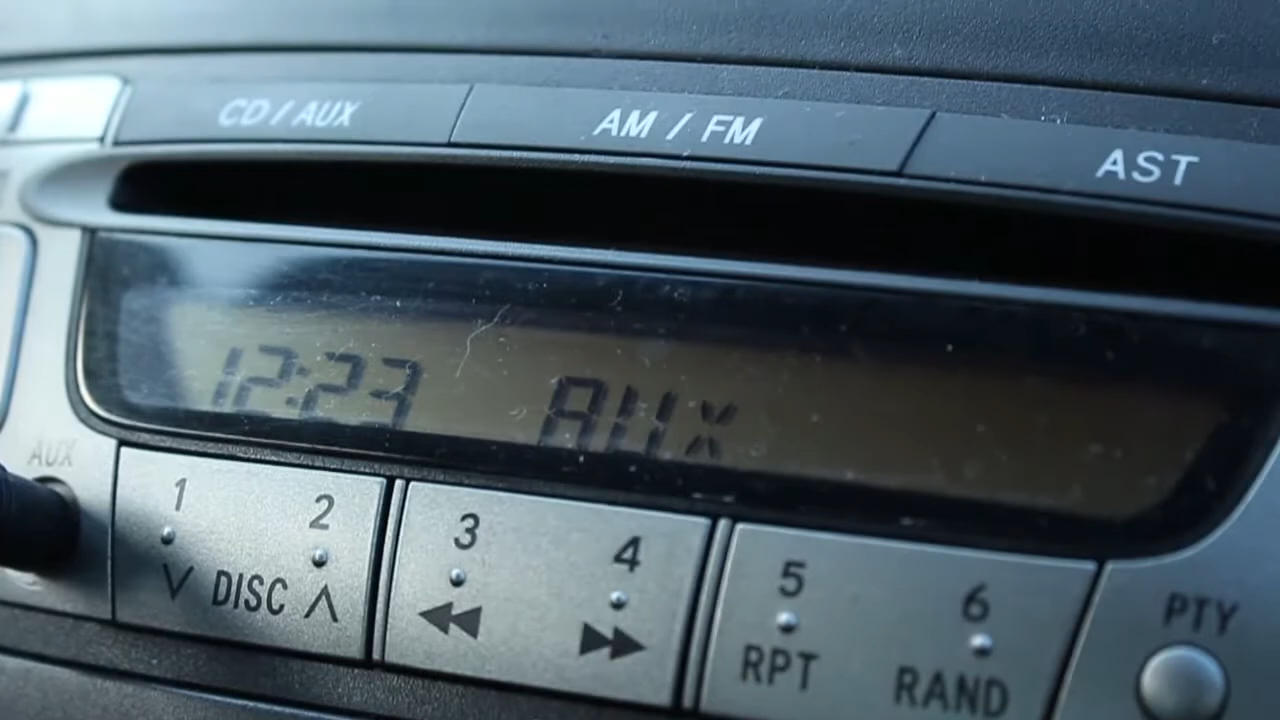 CD / AUX AM / FM AST
12:23 AUX
AUX
1 2 3 4 5 6
DISC RPT RAND PTY